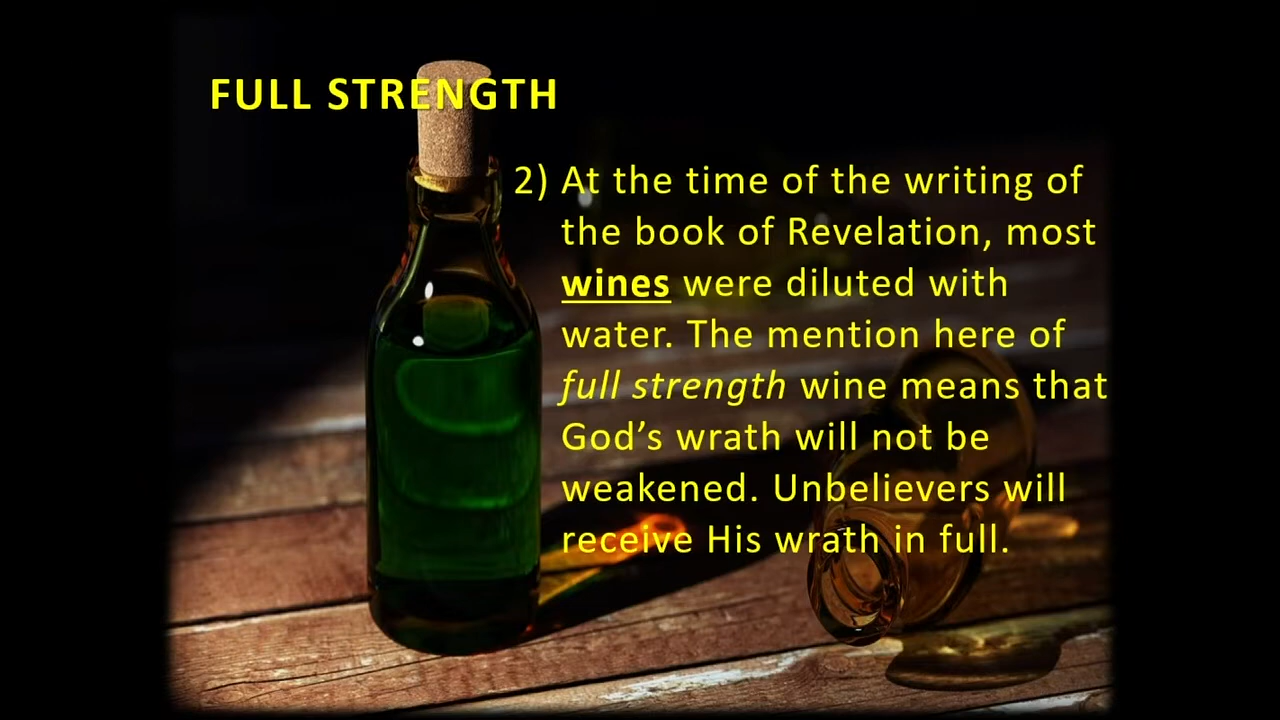 FULL STRENGTH
2) At the time of the writing of
the book of Revelation, most
wines were diluted with
water. The mention here of
full strength wine means that
God’s wrath will not be
weakened. Unbelievers will
receive His wrath in full.